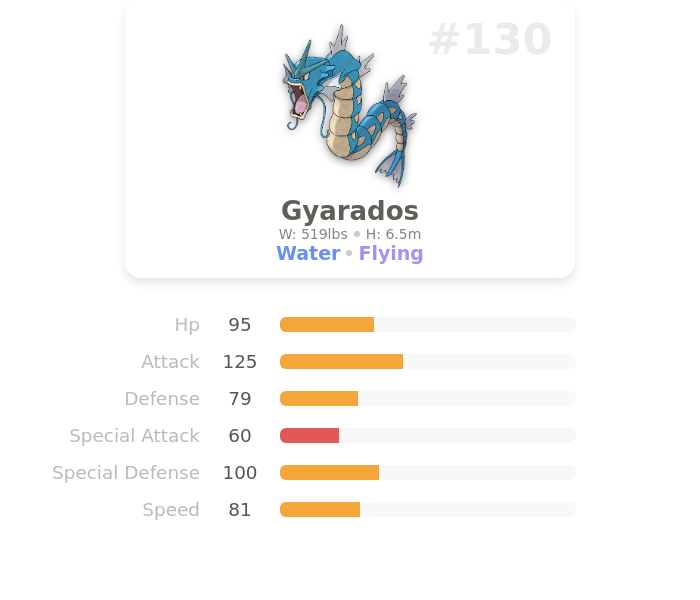 #130
Gyarados
W: 519lbs • H: 6.5m
Water • Flying
Hp 95
Attack 125
Defense 79
Special Attack 60
Special Defense 100
Speed 81